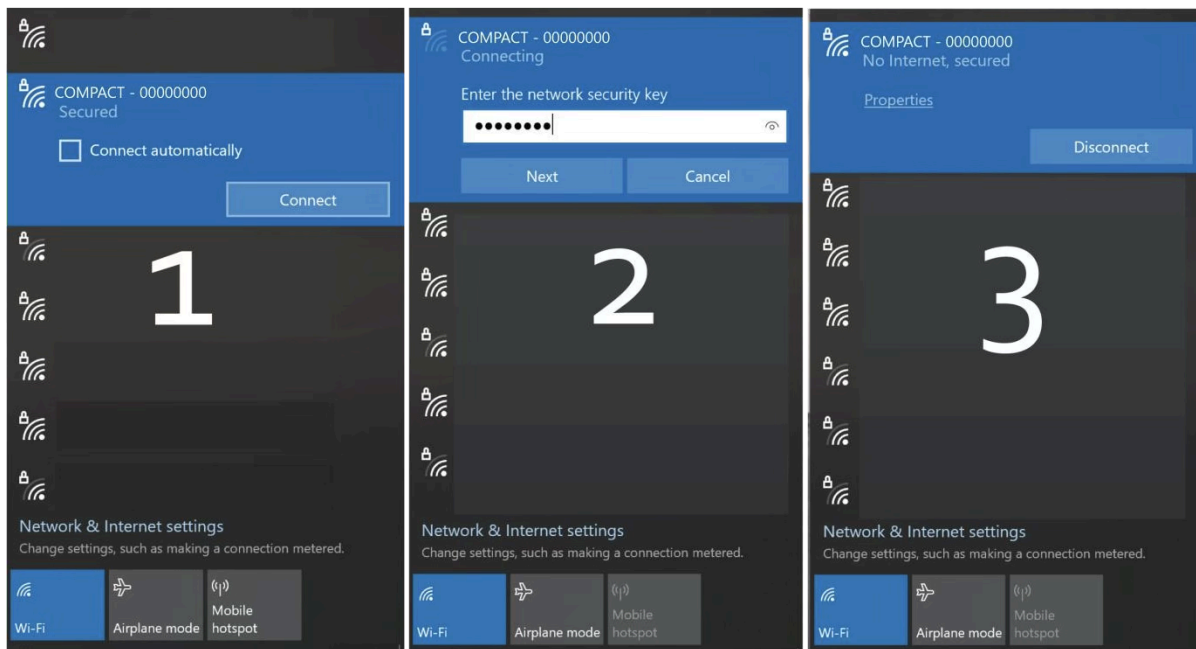 COMPACT - 00000000
Secured
Connect automatically
Connect
1
Network & Internet settings
Change settings, such as making a connection metered.
Wi-Fi
Airplane mode
Mobile
hotspot
COMPACT - 00000000
Connecting
Enter the network security key
••••••••
Next
Cancel
2
Network & Internet settings
Change settings, such as making a connection metered.
Wi-Fi
Airplane mode
Mobile
hotspot
COMPACT - 00000000
No Internet, secured
Properties
Disconnect
3
Network & Internet settings
Change settings, such as making a connection metered.
Wi-Fi
Airplane mode
Mobile
hotspot